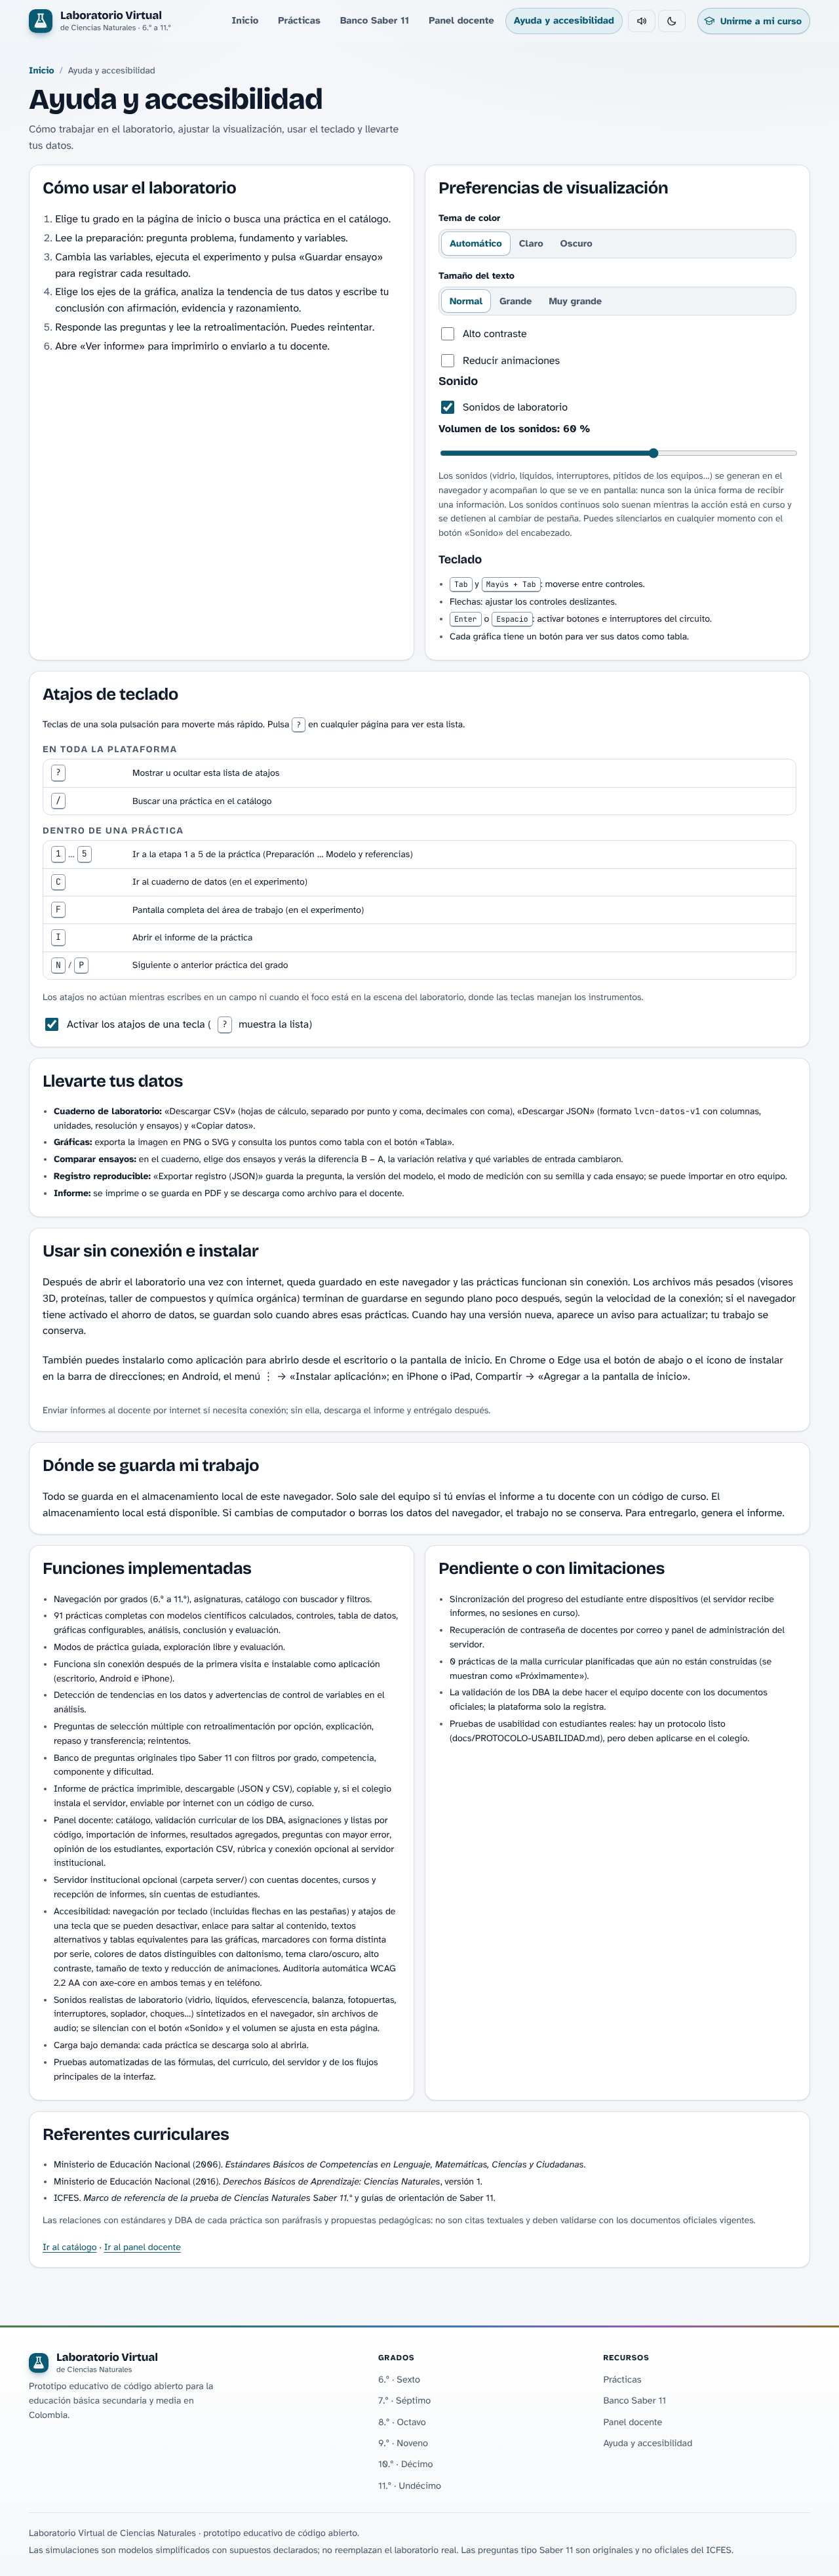 Laboratorio Virtual
de Ciencias Naturales · 6.° a 11.°
Inicio
Prácticas
Banco Saber 11
Panel docente
Ayuda y accesibilidad
Unirme a mi curso
Inicio / Ayuda y accesibilidad
Ayuda y accesibilidad
Cómo trabajar en el laboratorio, ajustar la visualización, usar el teclado y llevarte
tus datos.
Cómo usar el laboratorio
1. Elige tu grado en la página de inicio o busca una práctica en el catálogo.
2. Lee la preparación: pregunta problema, fundamento y variables.
3. Cambia las variables, ejecuta el experimento y pulsa «Guardar ensayo»
para registrar cada resultado.
4. Elige los ejes de la gráfica, analiza la tendencia de tus datos y escribe tu
conclusión con afirmación, evidencia y razonamiento.
5. Responde las preguntas y lee la retroalimentación. Puedes reintentar.
6. Abre «Ver informe» para imprimirlo o enviarlo a tu docente.
Preferencias de visualización
Tema de color
Automático Claro Oscuro
Tamaño del texto
Normal Grande Muy grande
Alto contraste
Reducir animaciones
Sonido
Sonidos de laboratorio
Volumen de los sonidos: 60 %
Los sonidos (vidrio, líquidos, interruptores, pitidos de los equipos…) se generan en el
navegador y acompañan lo que se ve en pantalla: nunca son la única forma de recibir
una información. Los sonidos continuos solo suenan mientras la acción está en curso y
se detienen al cambiar de pestaña. Puedes silenciarlos en cualquier momento con el
botón «Sonido» del encabezado.
Teclado
• Tab y Mayús + Tab: moverse entre controles.
• Flechas: ajustar los controles deslizantes.
• Enter o Espacio: activar botones e interruptores del circuito.
• Cada gráfica tiene un botón para ver sus datos como tabla.
Atajos de teclado
Teclas de una sola pulsación para moverte más rápido. Pulsa ? en cualquier página para ver esta lista.
EN TODA LA PLATAFORMA
? Mostrar u ocultar esta lista de atajos
/ Buscar una práctica en el catálogo
DENTRO DE UNA PRÁCTICA
1 … 5 Ir a la etapa 1 a 5 de la práctica (Preparación … Modelo y referencias)
C Ir al cuaderno de datos (en el experimento)
F Pantalla completa del área de trabajo (en el experimento)
I Abrir el informe de la práctica
N / P Siguiente o anterior práctica del grado
Los atajos no actúan mientras escribes en un campo ni cuando el foco está en la escena del laboratorio, donde las teclas manejan los instrumentos.
Activar los atajos de una tecla ( ? muestra la lista)
Llevarte tus datos
• Cuaderno de laboratorio: «Descargar CSV» (hojas de cálculo, separado por punto y coma, decimales con coma), «Descargar JSON» (formato lvcn-datos-v1 con columnas,
unidades, resolución y ensayos) y «Copiar datos».
• Gráficas: exporta la imagen en PNG o SVG y consulta los puntos como tabla con el botón «Tabla».
• Comparar ensayos: en el cuaderno, elige dos ensayos y verás la diferencia B − A, la variación relativa y qué variables de entrada cambiaron.
• Registro reproducible: «Exportar registro (JSON)» guarda la pregunta, la versión del modelo, el modo de medición con su semilla y cada ensayo; se puede importar en otro equipo.
• Informe: se imprime o se guarda en PDF y se descarga como archivo para el docente.
Usar sin conexión e instalar
Después de abrir el laboratorio una vez con internet, queda guardado en este navegador y las prácticas funcionan sin conexión. Los archivos más pesados (visores
3D, proteínas, taller de compuestos y química orgánica) terminan de guardarse en segundo plano poco después, según la velocidad de la conexión; si el navegador
tiene activado el ahorro de datos, se guardan solo cuando abres esas prácticas. Cuando hay una versión nueva, aparece un aviso para actualizar; tu trabajo se
conserva.
También puedes instalarlo como aplicación para abrirlo desde el escritorio o la pantalla de inicio. En Chrome o Edge usa el botón de abajo o el ícono de instalar
en la barra de direcciones; en Android, el menú ⋮ → «Instalar aplicación»; en iPhone o iPad, Compartir → «Agregar a la pantalla de inicio».
Enviar informes al docente por internet sí necesita conexión; sin ella, descarga el informe y entrégalo después.
Dónde se guarda mi trabajo
Todo se guarda en el almacenamiento local de este navegador. Solo sale del equipo si tú envías el informe a tu docente con un código de curso. El
almacenamiento local está disponible. Si cambias de computador o borras los datos del navegador, el trabajo no se conserva. Para entregarlo, genera el informe.
Funciones implementadas
• Navegación por grados (6.° a 11.°), asignaturas, catálogo con buscador y filtros.
• 91 prácticas completas con modelos científicos calculados, controles, tabla de datos,
gráficas configurables, análisis, conclusión y evaluación.
• Modos de práctica guiada, exploración libre y evaluación.
• Funciona sin conexión después de la primera visita e instalable como aplicación
(escritorio, Android e iPhone).
• Detección de tendencias en los datos y advertencias de control de variables en el
análisis.
• Preguntas de selección múltiple con retroalimentación por opción, explicación,
repaso y transferencia; reintentos.
• Banco de preguntas originales tipo Saber 11 con filtros por grado, competencia,
componente y dificultad.
• Informe de práctica imprimible, descargable (JSON y CSV), copiable y, si el colegio
instala el servidor, enviable por internet con un código de curso.
• Panel docente: catálogo, validación curricular de los DBA, asignaciones y listas por
código, importación de informes, resultados agregados, preguntas con mayor error,
opinión de los estudiantes, exportación CSV, rúbrica y conexión opcional al servidor
institucional.
• Servidor institucional opcional (carpeta server/) con cuentas docentes, cursos y
recepción de informes, sin cuentas de estudiantes.
• Accesibilidad: navegación por teclado (incluidas flechas en las pestañas) y atajos de
una tecla que se pueden desactivar, enlace para saltar al contenido, textos
alternativos y tablas equivalentes para las gráficas, marcadores con forma distinta
por serie, colores de datos distinguibles con daltonismo, tema claro/oscuro, alto
contraste, tamaño de texto y reducción de animaciones. Auditoría automática WCAG
2.2 AA con axe-core en ambos temas y en teléfono.
• Sonidos realistas de laboratorio (vidrio, líquidos, efervescencia, balanza, fotopuertas,
interruptores, soplador, choques…) sintetizados en el navegador, sin archivos de
audio; se silencian con el botón «Sonido» y el volumen se ajusta en esta página.
• Carga bajo demanda: cada práctica se descarga solo al abrirla.
• Pruebas automatizadas de las fórmulas, del currículo, del servidor y de los flujos
principales de la interfaz.
Pendiente o con limitaciones
• Sincronización del progreso del estudiante entre dispositivos (el servidor recibe
informes, no sesiones en curso).
• Recuperación de contraseña de docentes por correo y panel de administración del
servidor.
• 0 prácticas de la malla curricular planificadas que aún no están construidas (se
muestran como «Próximamente»).
• La validación de los DBA la debe hacer el equipo docente con los documentos
oficiales; la plataforma solo la registra.
• Pruebas de usabilidad con estudiantes reales: hay un protocolo listo
(docs/PROTOCOLO-USABILIDAD.md), pero deben aplicarse en el colegio.
Referentes curriculares
• Ministerio de Educación Nacional (2006). Estándares Básicos de Competencias en Lenguaje, Matemáticas, Ciencias y Ciudadanas.
• Ministerio de Educación Nacional (2016). Derechos Básicos de Aprendizaje: Ciencias Naturales, versión 1.
• ICFES. Marco de referencia de la prueba de Ciencias Naturales Saber 11.° y guías de orientación de Saber 11.
Las relaciones con estándares y DBA de cada práctica son paráfrasis y propuestas pedagógicas: no son citas textuales y deben validarse con los documentos oficiales vigentes.
Ir al catálogo · Ir al panel docente
Laboratorio Virtual
de Ciencias Naturales
Prototipo educativo de código abierto para la
educación básica secundaria y media en
Colombia.
GRADOS
6.° · Sexto
7.° · Séptimo
8.° · Octavo
9.° · Noveno
10.° · Décimo
11.° · Undécimo
RECURSOS
Prácticas
Banco Saber 11
Panel docente
Ayuda y accesibilidad
Laboratorio Virtual de Ciencias Naturales · prototipo educativo de código abierto.
Las simulaciones son modelos simplificados con supuestos declarados; no reemplazan el laboratorio real. Las preguntas tipo Saber 11 son originales y no oficiales del ICFES.